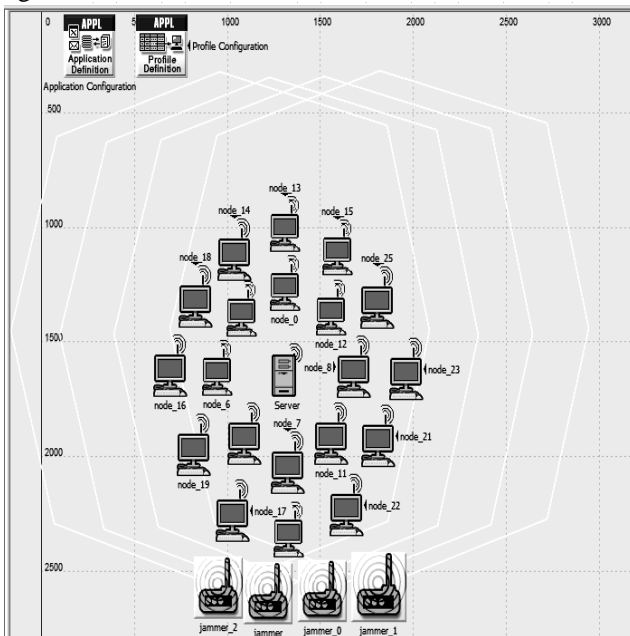 0
5
1000
1500
2000
2500
3000
APPL
APPL
Application
Definition
Profile
Definition
Profile Configuration
Application Configuration
500
node_13
node_14
node_15
1000
node_18
node_25
node_0
node_12
1500
node_8
node_23
node_16
node_6
Server
node_7
node_21
2000
node_11
node_19
node_17
node_22
2500
jammer_2
jammer
jammer_0
jammer_1